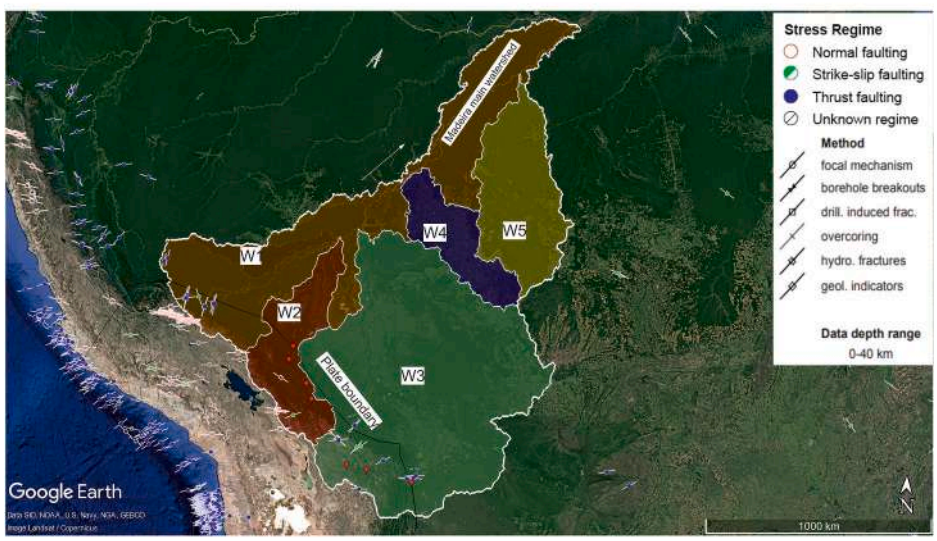 Stress Regime
Normal faulting
Strike-slip faulting
Thrust faulting
Unknown regime
Method
focal mechanism
borehole breakouts
drill. induced frac.
overcoring
hydro. fractures
geol. indicators
Data depth range
0-40 km
Madeira main watershed
W1
W2
W3
W4
W5
Plate boundary
Google Earth
Data SIO, NOAA, U.S. Navy, NGA, GEBCO
Image Landsat / Copernicus
N
1000 km